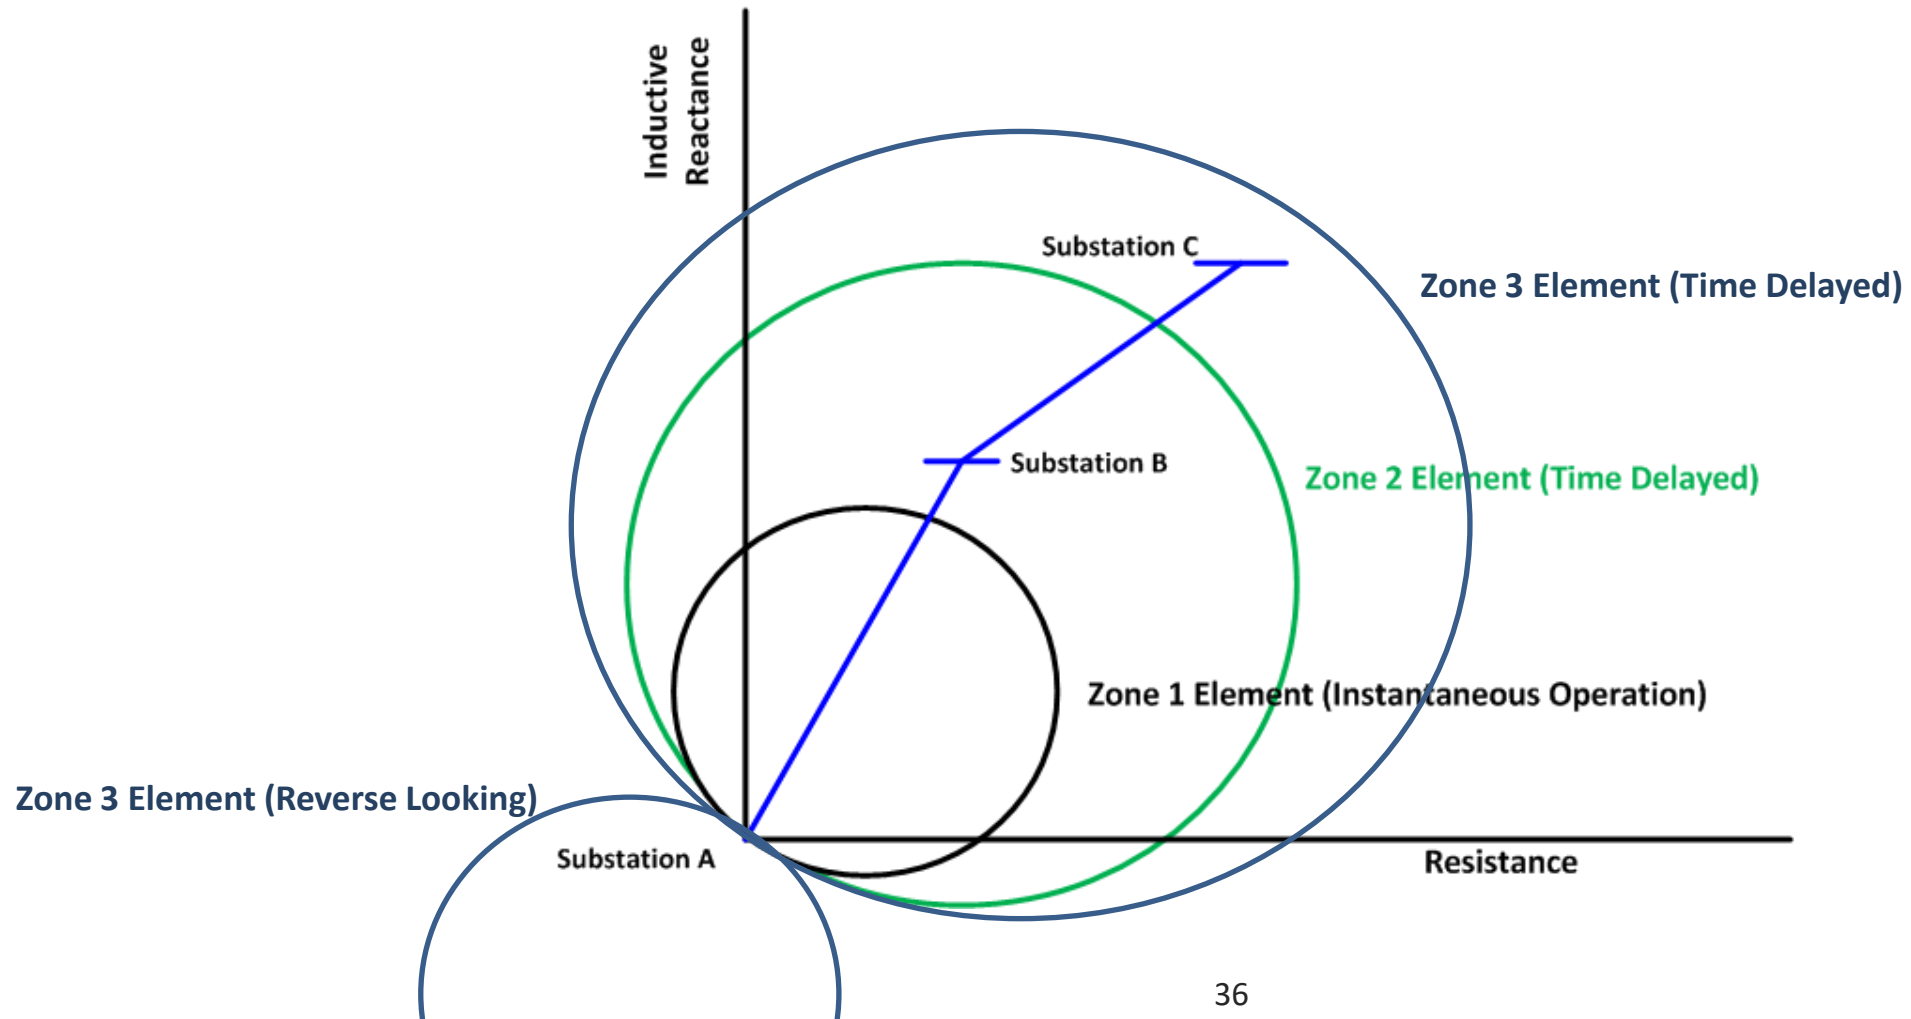 Inductive
Reactance
Substation C
Zone 3 Element (Time Delayed)
Substation B
Zone 2 Element (Time Delayed)
Zone 1 Element (Instantaneous Operation)
Zone 3 Element (Reverse Looking)
Substation A
Resistance
36